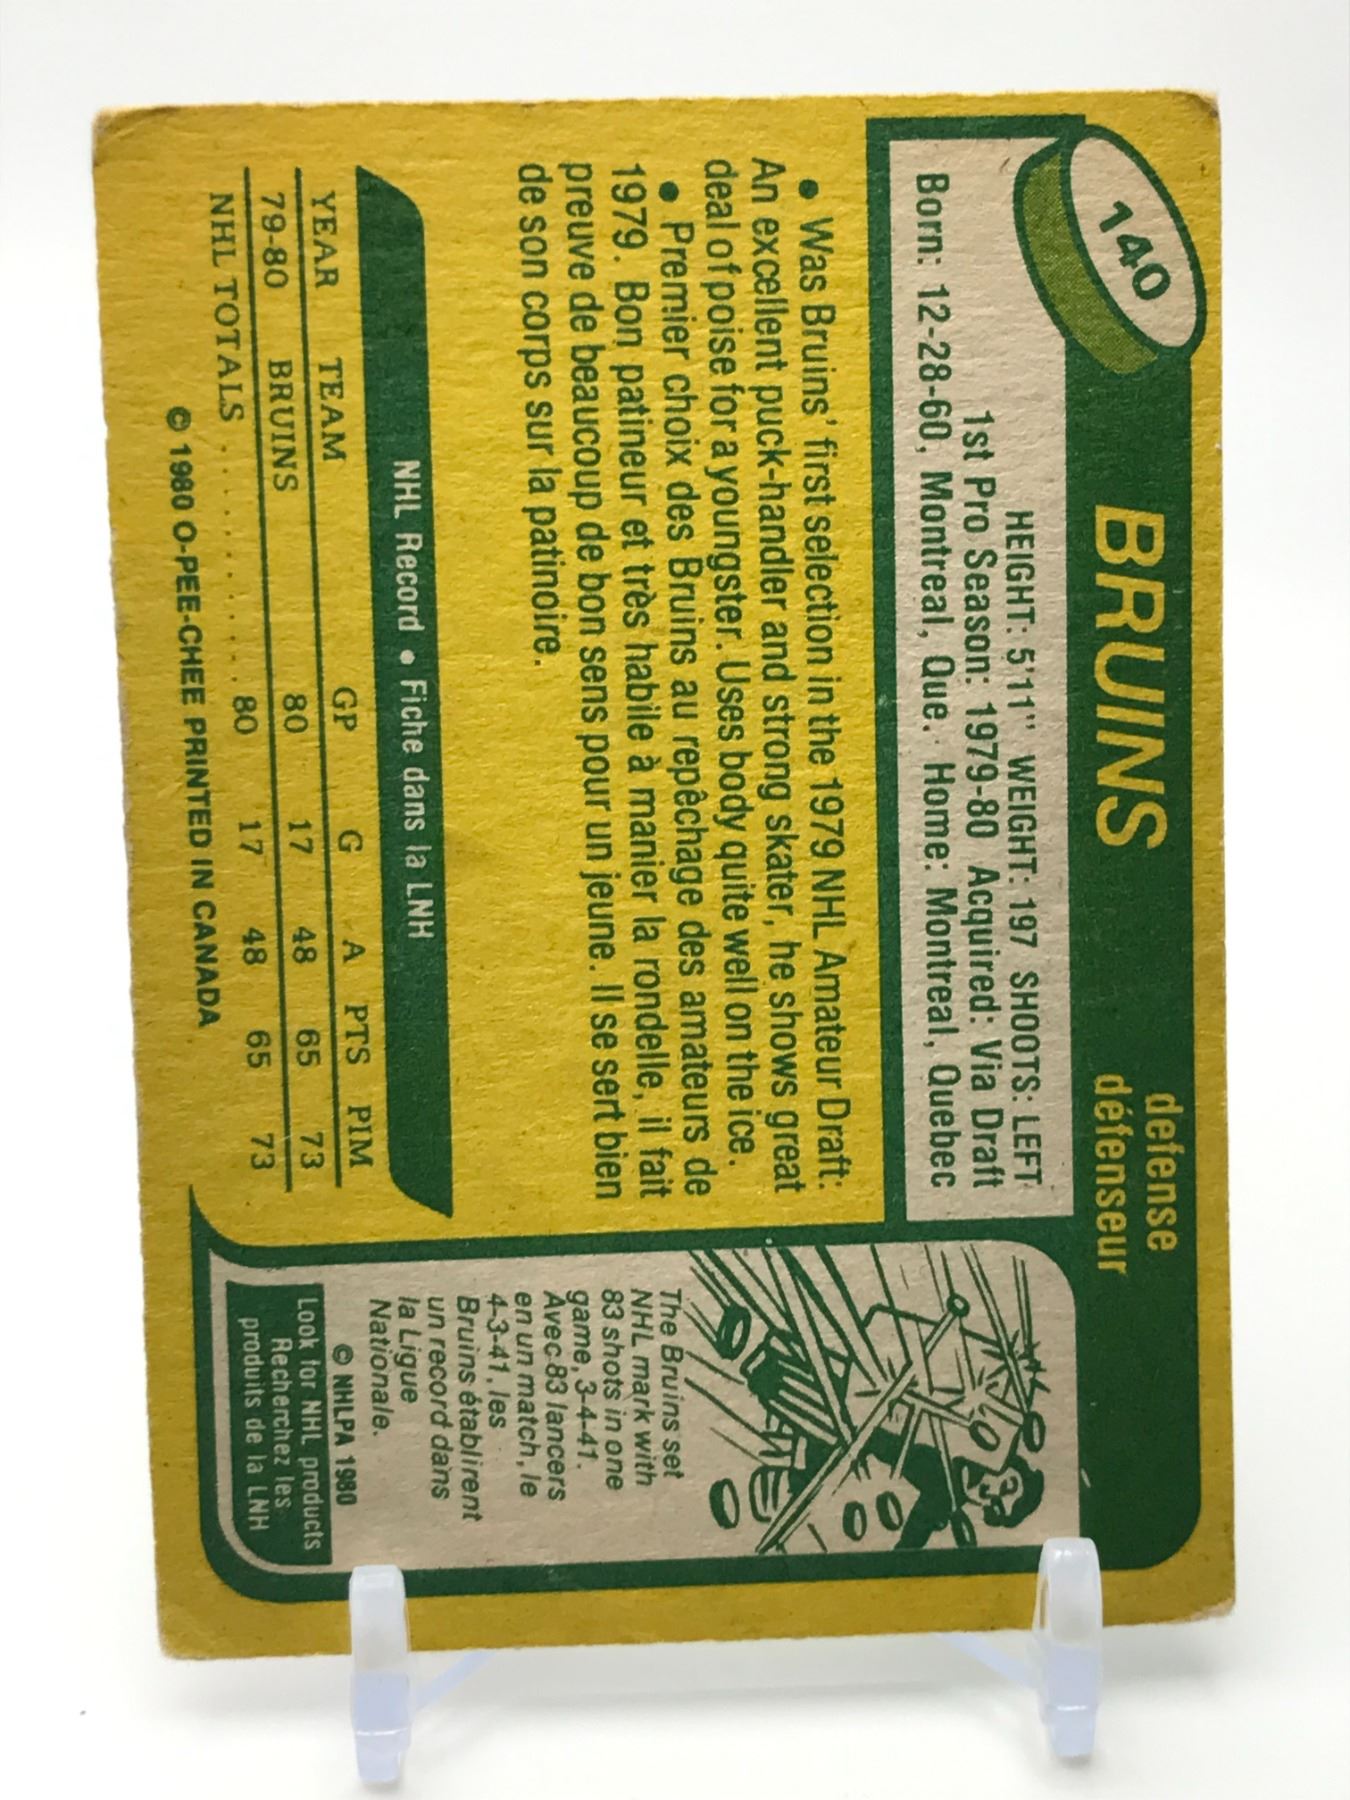 140
BRUINS
defense
défenseur
HEIGHT: 5'11" WEIGHT: 197 SHOOTS: LEFT
1st Pro Season: 1979-80 Acquired: Via Draft
Born: 12-28-60, Montreal, Que. Home: Montreal, Quebec
• Was Bruins' first selection in the 1979 NHL Amateur Draft.
An excellent puck-handler and strong skater, he shows great
deal of poise for a youngster. Uses body quite well on the ice.
• Premier choix des Bruins au repêchage des amateurs de
1979. Bon patineur et très habile à manier la rondelle, il fait
preuve de beaucoup de bon sens pour un jeune. Il se sert bien
de son corps sur la patinoire.
NHL Record • Fiche dans la LNH
YEAR TEAM GP G A PTS PIM
79-80 BRUINS 80 17 48 65 73
NHL TOTALS .............. 80 17 48 65 73
© 1980 O-PEE-CHEE PRINTED IN CANADA
The Bruins set
NHL mark with
83 shots in one
game, 3-4-41.
Avec 83 lancers
en un match, le
4-3-41, les
Bruins établirent
un record dans
la Ligue
Nationale.
© NHLPA 1980
Look for NHL products
Recherchez les
produits de la LNH